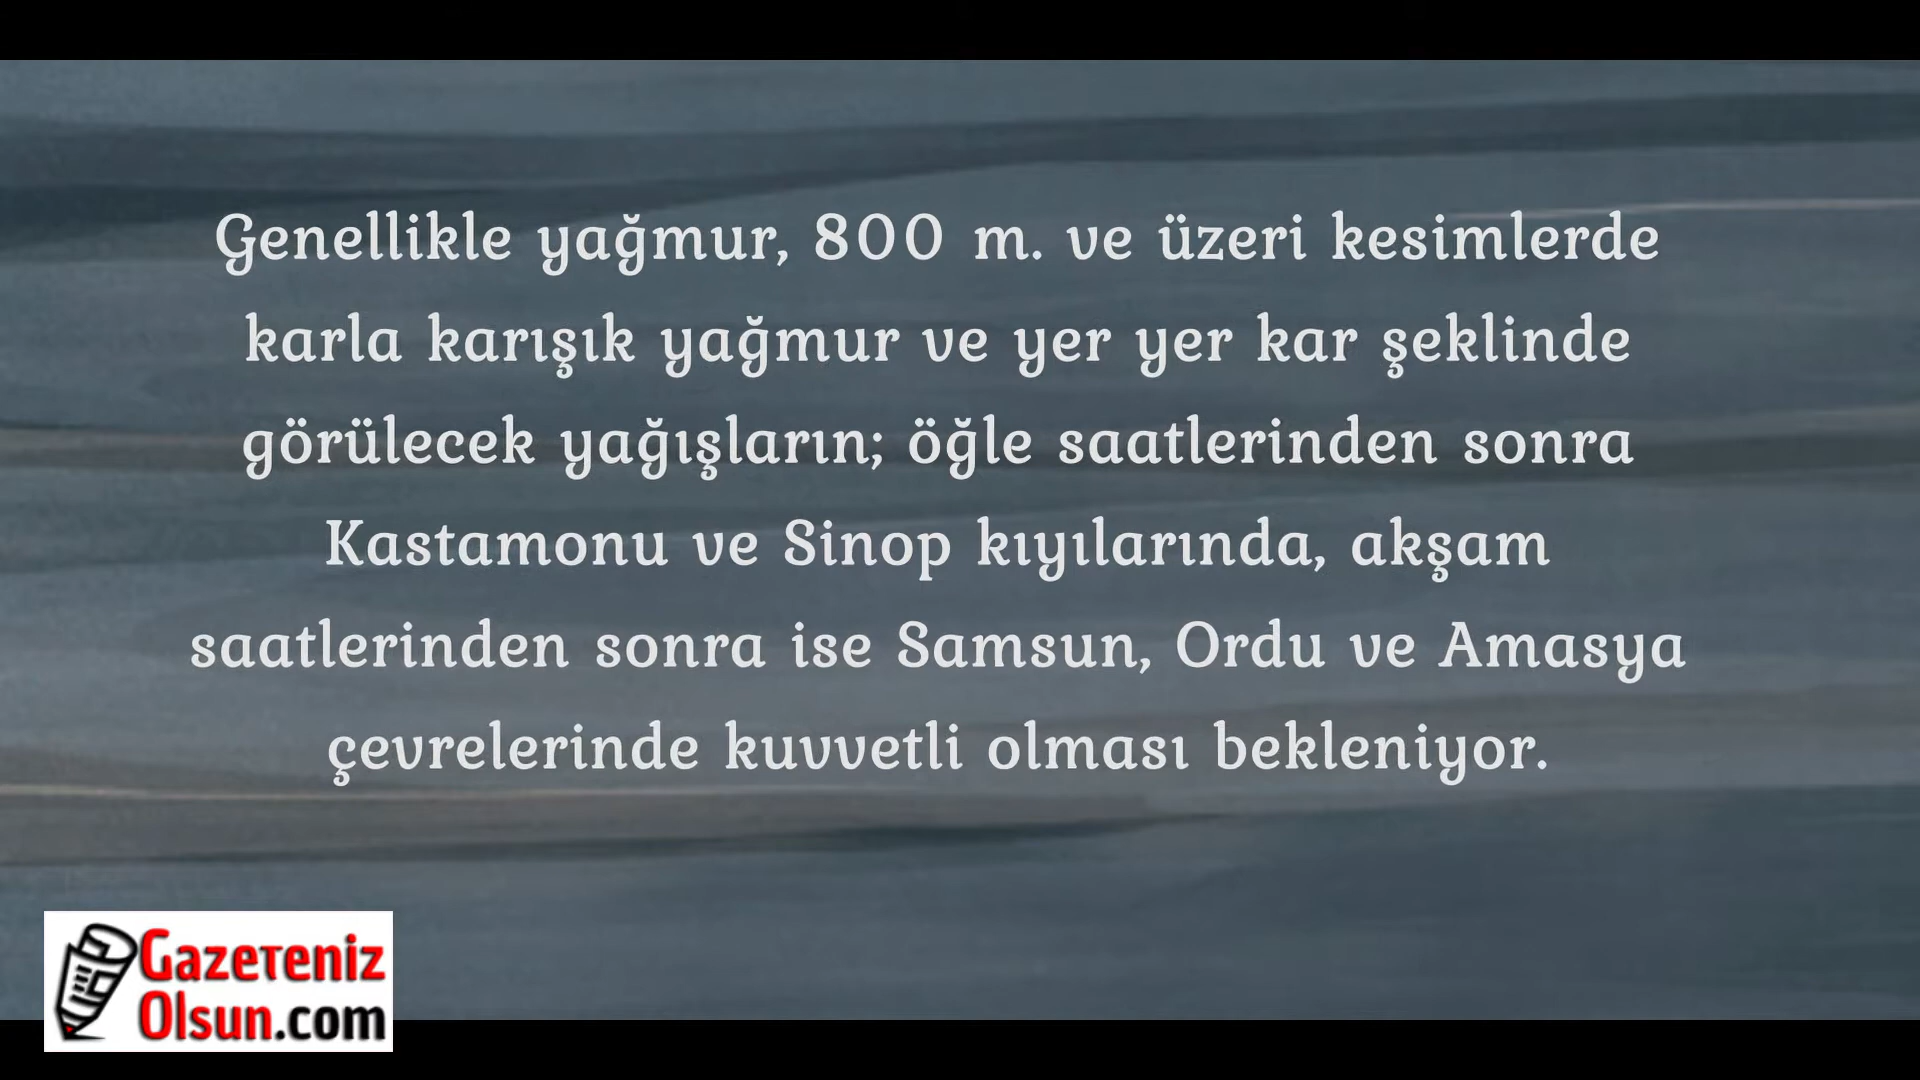 Genellikle yağmur, 800 m. ve üzeri kesimlerde
karla karışık yağmur ve yer yer kar şeklinde
görülecek yağışların; öğle saatlerinden sonra
Kastamonu ve Sinop kıyılarında, akşam
saatlerinden sonra ise Samsun, Ordu ve Amasya
çevrelerinde kuvvetli olması bekleniyor.
Gazeteniz
Olsun.com